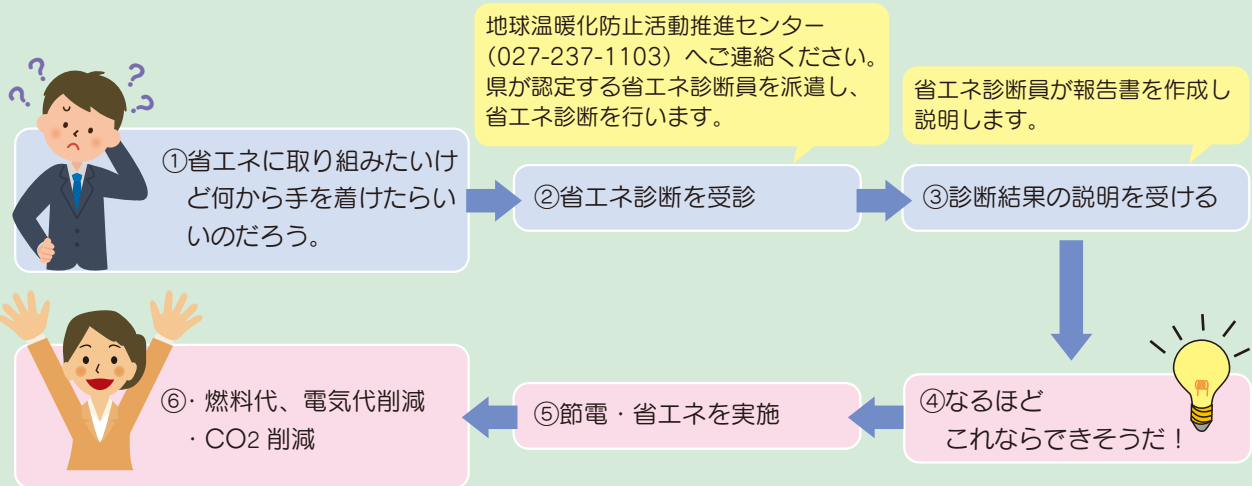 地球温暖化防止活動推進センター
（027-237-1103）へご連絡ください。
県が認定する省エネ診断員を派遣し、
省エネ診断を行います。
省エネ診断員が報告書を作成し
説明します。
? ? ? ?
①省エネに取り組みたいけ
ど何から手を着けたらい
いのだろう。
②省エネ診断を受診
③診断結果の説明を受ける
④なるほど
これならできそうだ！
⑤節電・省エネを実施
⑥・燃料代、電気代削減
・CO2 削減